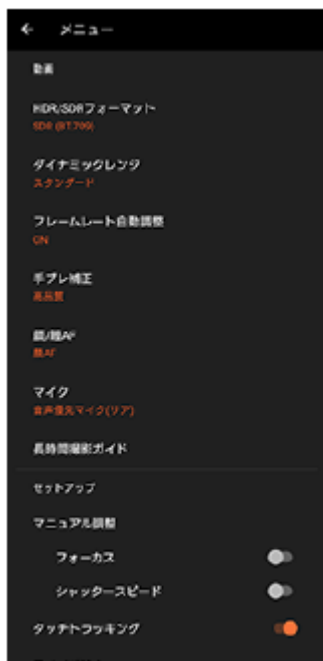 メニュー
動画
HDR/SDRフォーマット
SDR (BT.709)
ダイナミックレンジ
スタンダード
フレームレート自動調整
ON
手ブレ補正
高品質
顔/瞳AF
顔AF
マイク
音声優先マイク(リア)
長時間撮影ガイド
セットアップ
マニュアル調整
フォーカス
シャッタースピード
タッチトラッキング